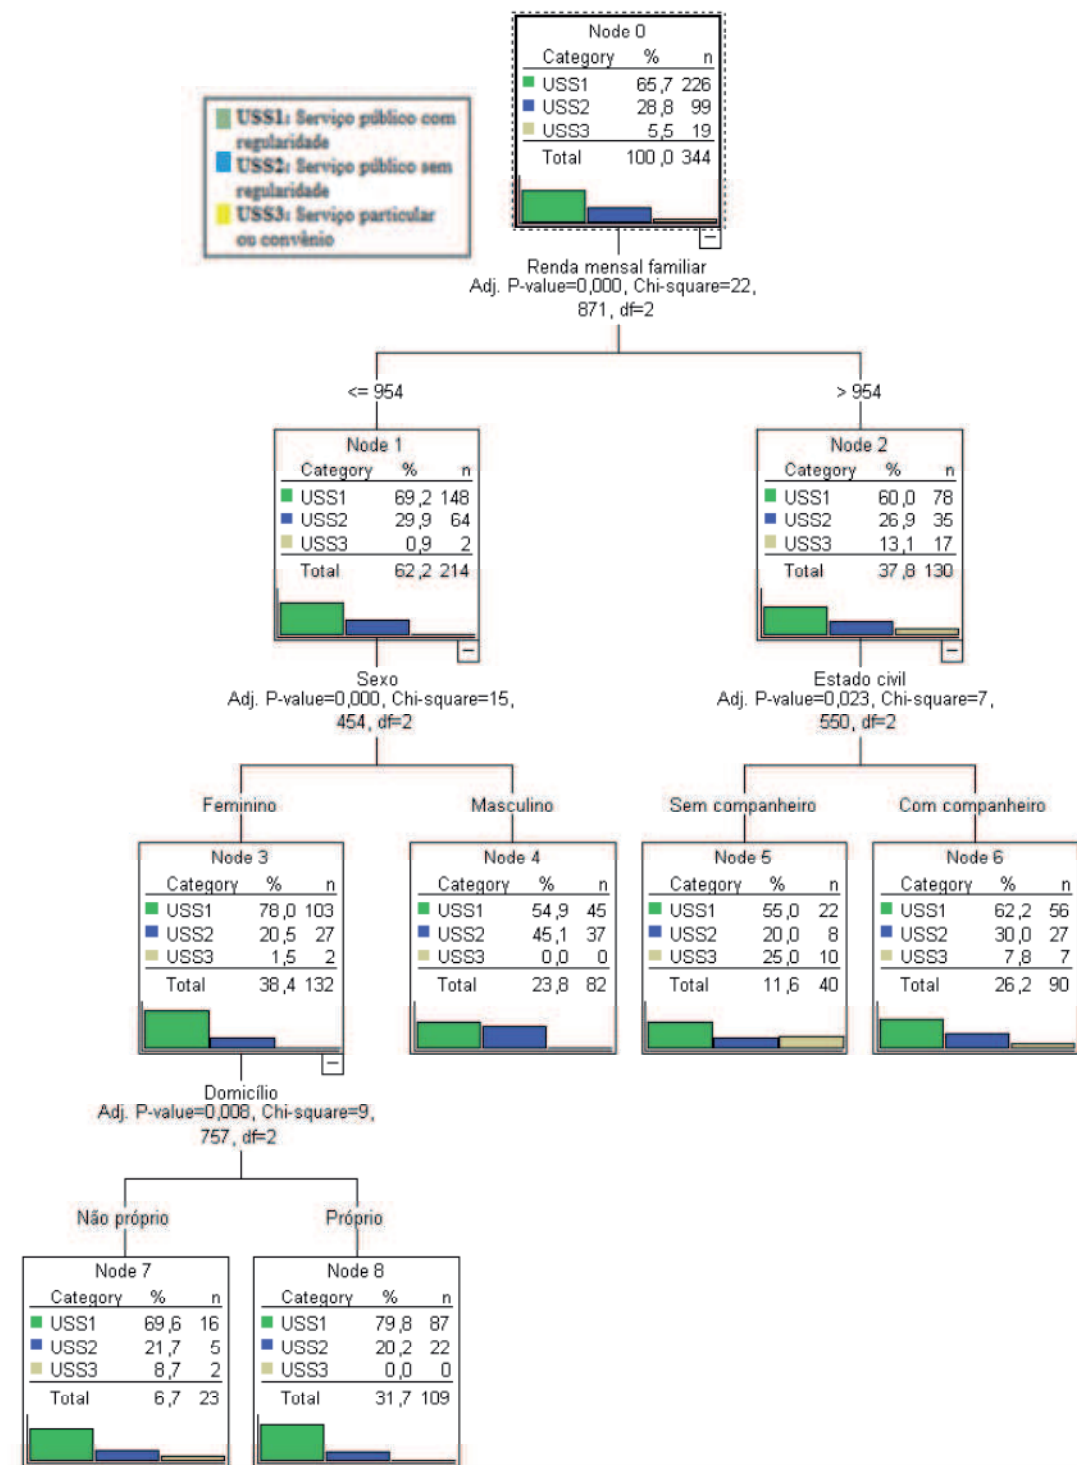 Node 0
Category % n
USS1 65,7 226
USS2 28,8 99
USS3 5,5 19
Total 100,0 344
USS1: Serviço público com
regularidade
USS2: Serviço público sem
regularidade
USS3: Serviço particular
ou convênio
Renda mensal familiar
Adj. P-value=0,000, Chi-square=22,
871, df=2
<= 954
> 954
Node 1
Category % n
USS1 69,2 148
USS2 29,9 64
USS3 0,9 2
Total 62,2 214
Node 2
Category % n
USS1 60,0 78
USS2 26,9 35
USS3 13,1 17
Total 37,8 130
Sexo
Adj. P-value=0,000, Chi-square=15,
454, df=2
Estado civil
Adj. P-value=0,023, Chi-square=7,
550, df=2
Feminino
Masculino
Sem companheiro
Com companheiro
Node 3
Category % n
USS1 78,0 103
USS2 20,5 27
USS3 1,5 2
Total 38,4 132
Node 4
Category % n
USS1 54,9 45
USS2 45,1 37
USS3 0,0 0
Total 23,8 82
Node 5
Category % n
USS1 55,0 22
USS2 20,0 8
USS3 25,0 10
Total 11,6 40
Node 6
Category % n
USS1 62,2 56
USS2 30,0 27
USS3 7,8 7
Total 26,2 90
Domicílio
Adj. P-value=0,008, Chi-square=9,
757, df=2
Não próprio
Próprio
Node 7
Category % n
USS1 69,6 16
USS2 21,7 5
USS3 8,7 2
Total 6,7 23
Node 8
Category % n
USS1 79,8 87
USS2 20,2 22
USS3 0,0 0
Total 31,7 109